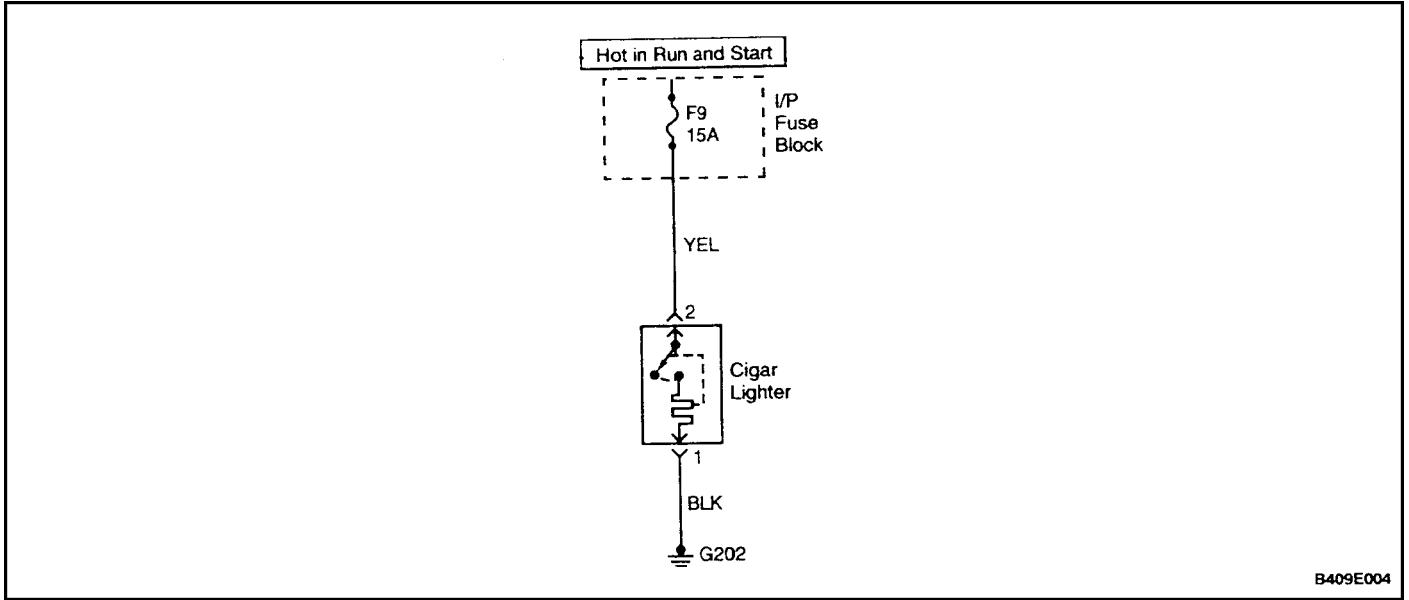 Hot in Run and Start
F9
15A
I/P
Fuse
Block
YEL
2
Cigar
Lighter
1
BLK
G202
B409E004